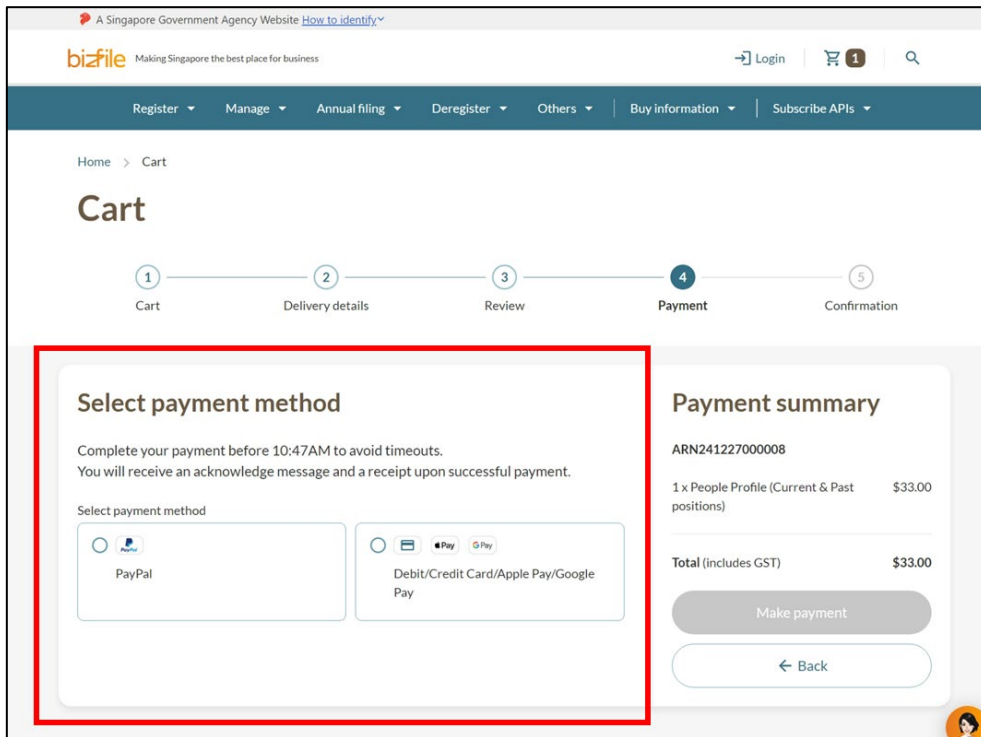 A Singapore Government Agency Website How to identify
bizfile Making Singapore the best place for business
Login
1
Register
Manage
Annual filing
Deregister
Others
Buy information
Subscribe APIs
Home > Cart
Cart
1
2
3
4
5
Cart
Delivery details
Review
Payment
Confirmation
Select payment method
Complete your payment before 10:47AM to avoid timeouts.
You will receive an acknowledge message and a receipt upon successful payment.
Select payment method
PayPal
PayPal
Pay
G Pay
Debit/Credit Card/Apple Pay/Google
Pay
Payment summary
ARN241227000008
1 x People Profile (Current & Past $33.00
positions)
Total (includes GST) $33.00
Make payment
← Back